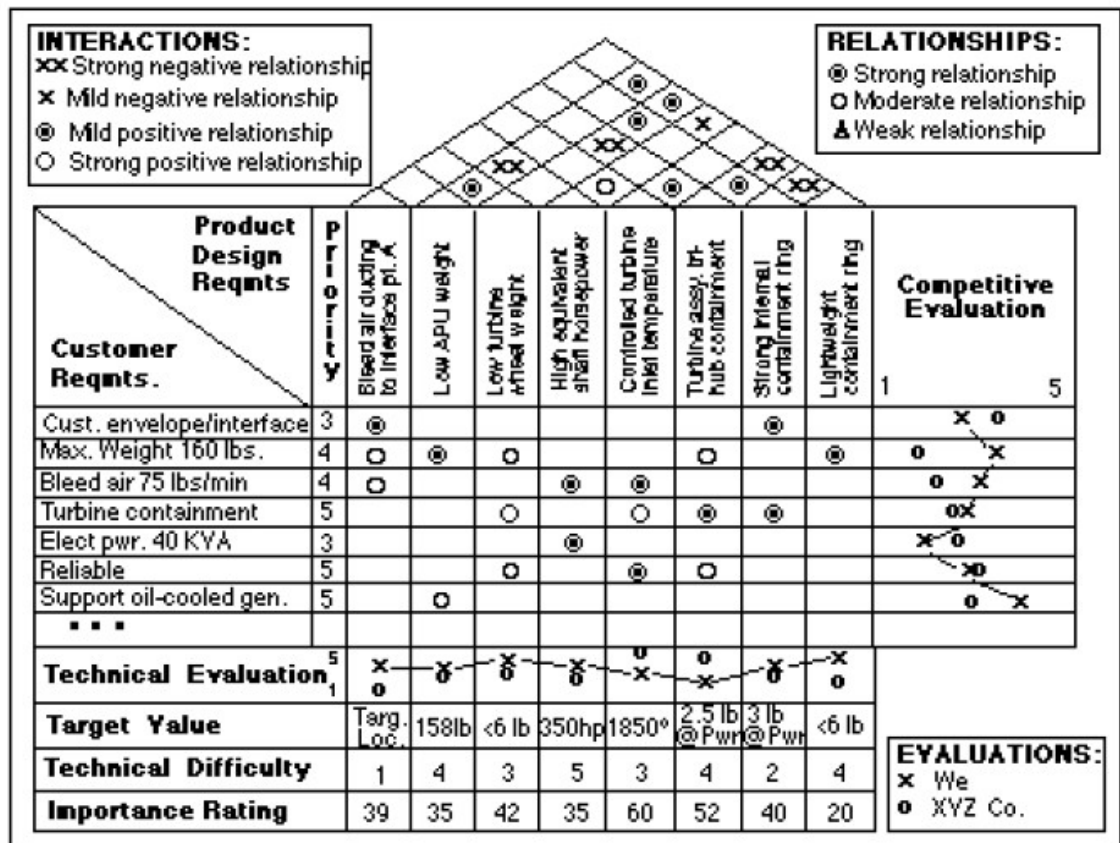 INTERACTIONS:
Strong negative relationship
Mild negative relationship
Mild positive relationship
Strong positive relationship
RELATIONSHIPS:
Strong relationship
Moderate relationship
Weak relationship
Product
Design
Reqmts
Customer
Reqmts.
Priority
Bleed air ducting
to interface pt. A
Low APU weight
Low turbine
wheel weight
High equivalent
shaft horsepower
Controlled turbine
inlet temperature
Turbine assy. tri-
hub containment
Strong internal
containment ring
Lightweight
containment ring
Competitive
Evaluation
1 5
Cust. envelope/interface 3
Max. Weight 160 lbs. 4
Bleed air 75 lbs/min 4
Turbine containment 5
Elect pwr. 40 KVA 3
Reliable 5
Support oil-cooled gen. 5
. . .
Technical Evaluation 5
1
Target Value Targ. Loc. 158lb <6 lb 350hp 1850° 2.5 lb @ Pwr 3 lb @ Pwr <6 lb
Technical Difficulty 1 4 3 5 3 4 2 4
Importance Rating 39 35 42 35 60 52 40 20
EVALUATIONS:
x We
o XYZ Co.